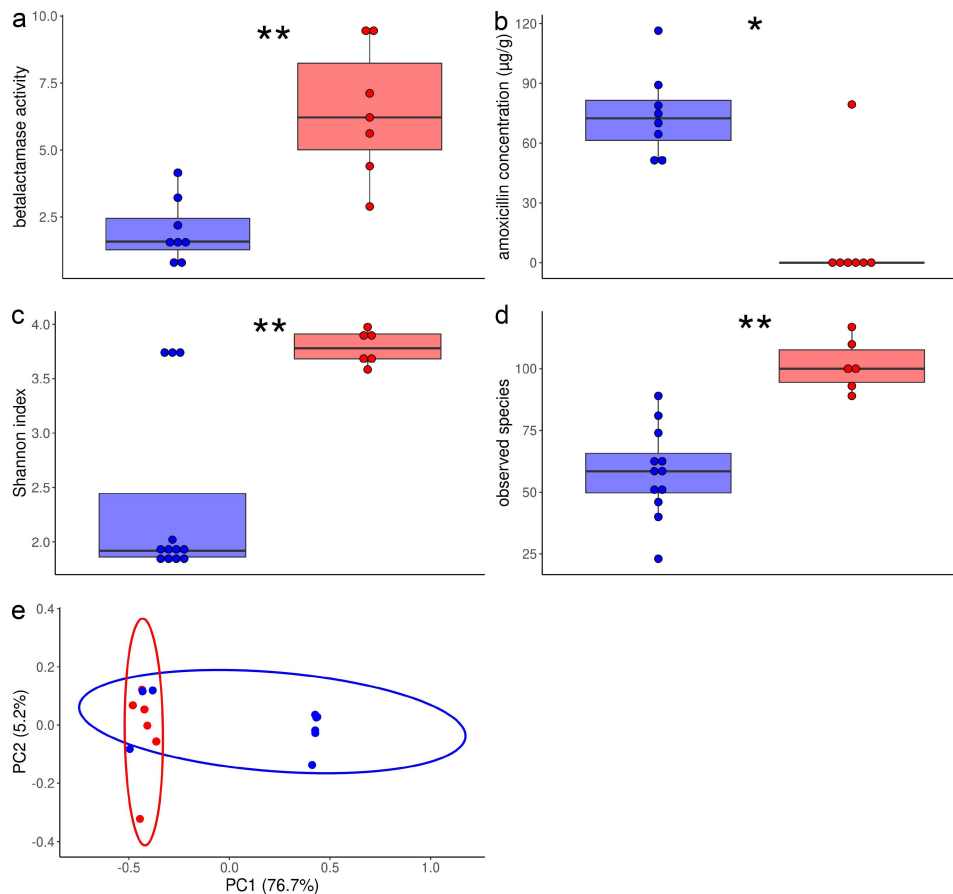 a
betalactamase activity
10.0
7.5
5.0
2.5
**
b
amoxicillin concentration (µg/g)
120
90
60
30
0
*
c
Shannon index
4.0
3.5
3.0
2.5
2.0
**
d
observed species
100
75
50
25
**
e
PC2 (5.2%)
0.4
0.2
0.0
-0.2
-0.4
-0.5
0.0
0.5
1.0
PC1 (76.7%)